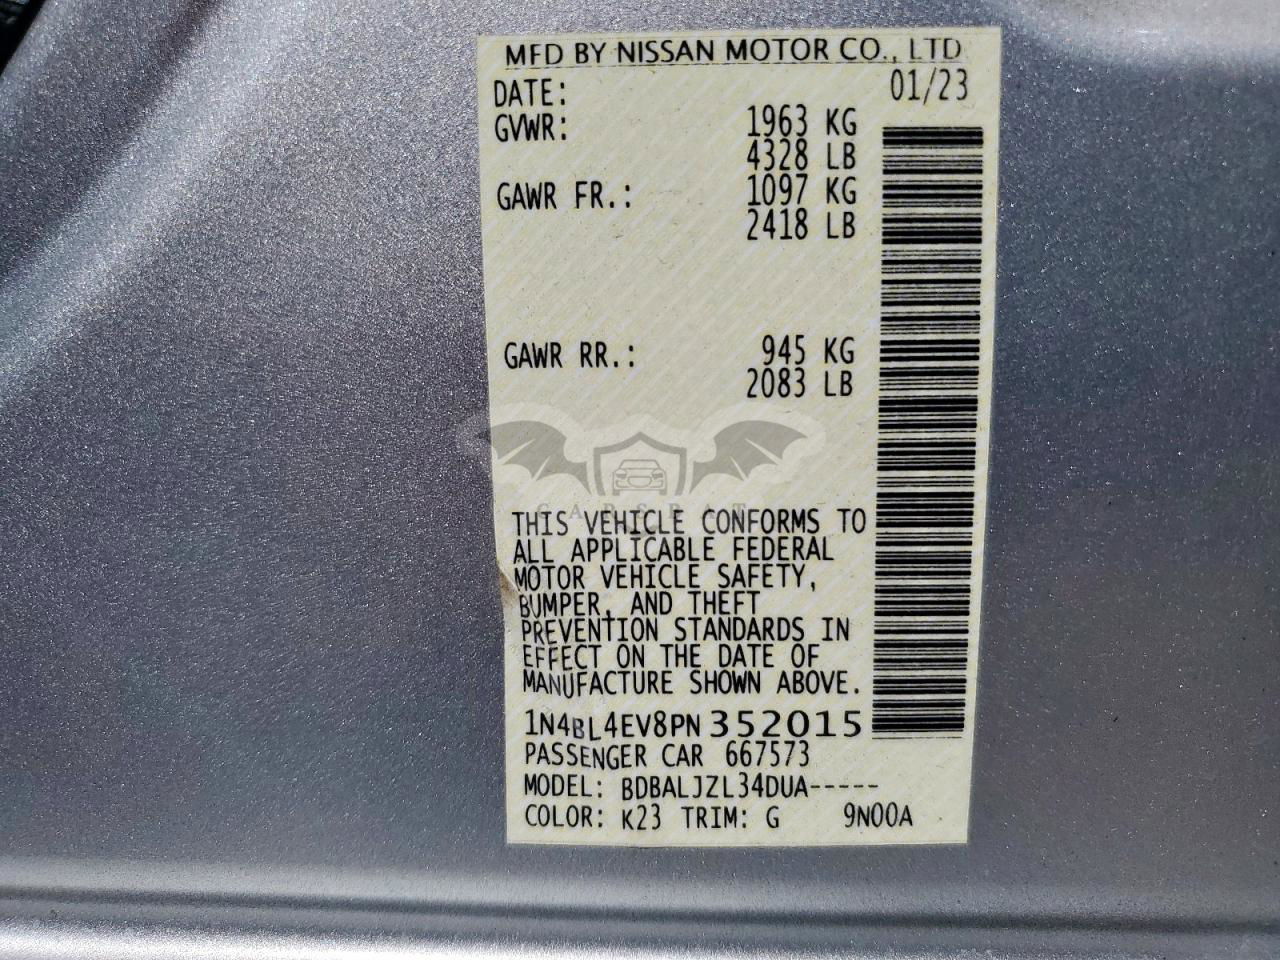 MFD BY NISSAN MOTOR CO., LTD
DATE: 01/23
GVWR: 1963 KG
4328 LB
GAWR FR.: 1097 KG
2418 LB
GAWR RR.: 945 KG
2083 LB
CARSBAT
THIS VEHICLE CONFORMS TO
ALL APPLICABLE FEDERAL
MOTOR VEHICLE SAFETY,
BUMPER, AND THEFT
PREVENTION STANDARDS IN
EFFECT ON THE DATE OF
MANUFACTURE SHOWN ABOVE.
1N4BL4EV8PN352015
PASSENGER CAR 667573
MODEL: BDBALJZL34DUA-----
COLOR: K23 TRIM: G 9N00A